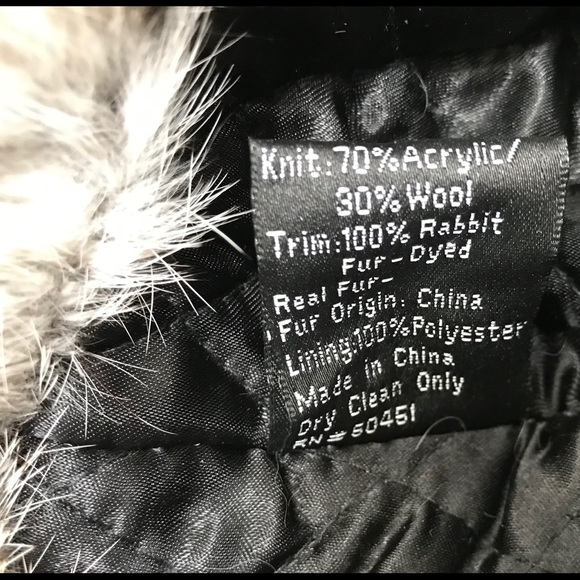 Knit:70%Acrylic/
30% Wool
Trim:100% Rabbit
Fur-Dyed
Real Fur-
Fur Origin: China
Lining:100%Polyester
Made in China
Dry Clean Only
RN# 50451